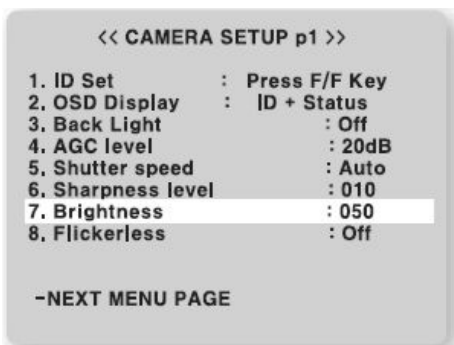 << CAMERA SETUP p1 >>
1. ID Set : Press F/F Key
2. OSD Display : ID + Status
3. Back Light : Off
4. AGC level : 20dB
5. Shutter speed : Auto
6. Sharpness level : 010
7. Brightness : 050
8. Flickerless : Off
-NEXT MENU PAGE